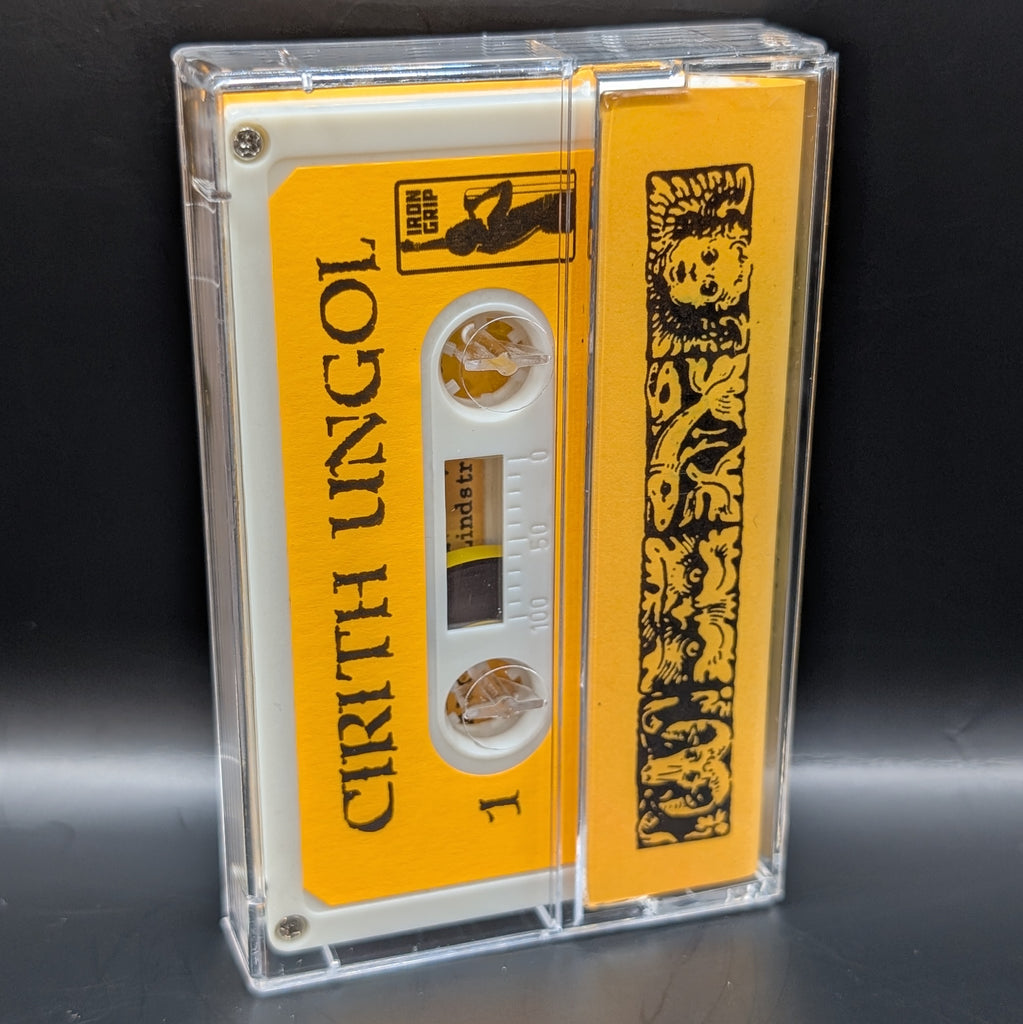 CIRITH UNGOL
IRON
GRIP
indstr
0
50
100
1